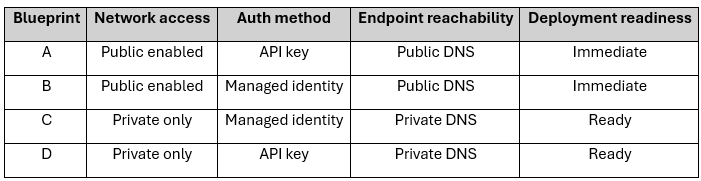 Blueprint Network access Auth method Endpoint reachability Deployment readiness
A Public enabled API key Public DNS Immediate
B Public enabled Managed identity Public DNS Immediate
C Private only Managed identity Private DNS Ready
D Private only API key Private DNS Ready